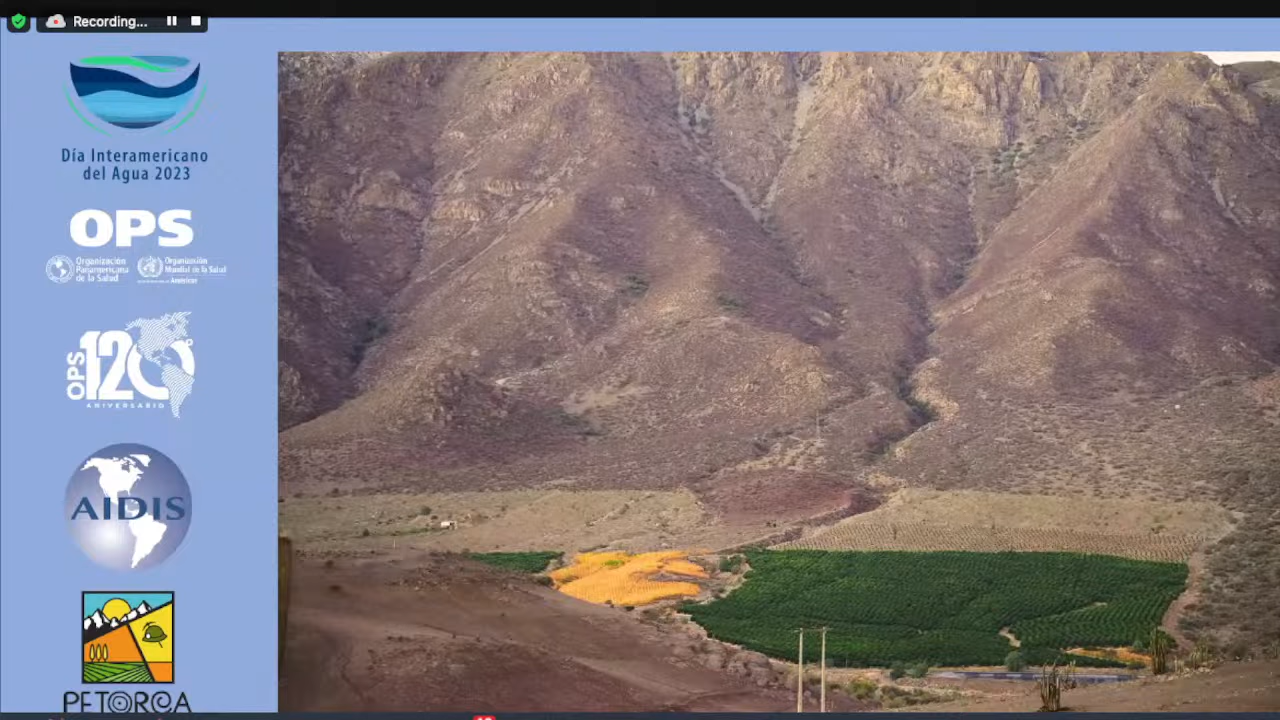 Recording...
Día Interamericano
del Agua 2023
OPS
Organización
Panamericana
de la Salud
Organización
Mundial de la Salud
Américas
OPS
120
ANIVERSARIO
AIDIS
PETORCA